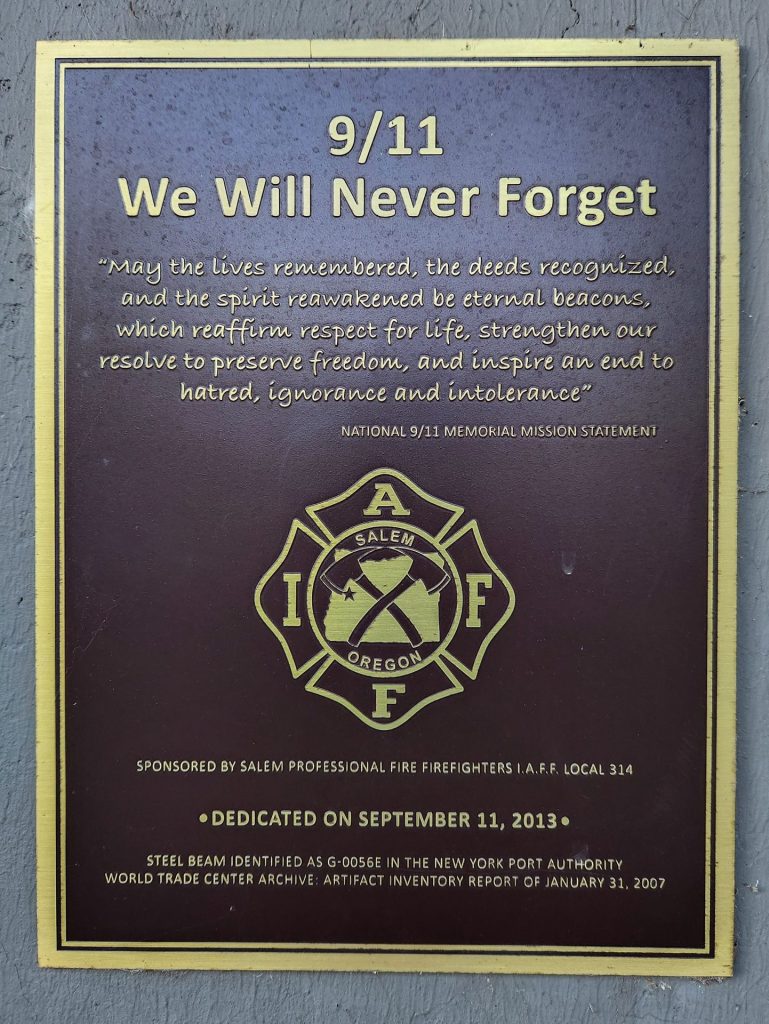 9/11
We Will Never Forget
“May the lives remembered, the deeds recognized,
and the spirit reawakened be eternal beacons,
which reaffirm respect for life, strengthen our
resolve to preserve freedom, and inspire an end to
hatred, ignorance and intolerance”
NATIONAL 9/11 MEMORIAL MISSION STATEMENT
A
SALEM
I F
OREGON
F
SPONSORED BY SALEM PROFESSIONAL FIRE FIREFIGHTERS I.A.F.F. LOCAL 314
•DEDICATED ON SEPTEMBER 11, 2013•
STEEL BEAM IDENTIFIED AS G-0056E IN THE NEW YORK PORT AUTHORITY
WORLD TRADE CENTER ARCHIVE: ARTIFACT INVENTORY REPORT OF JANUARY 31, 2007